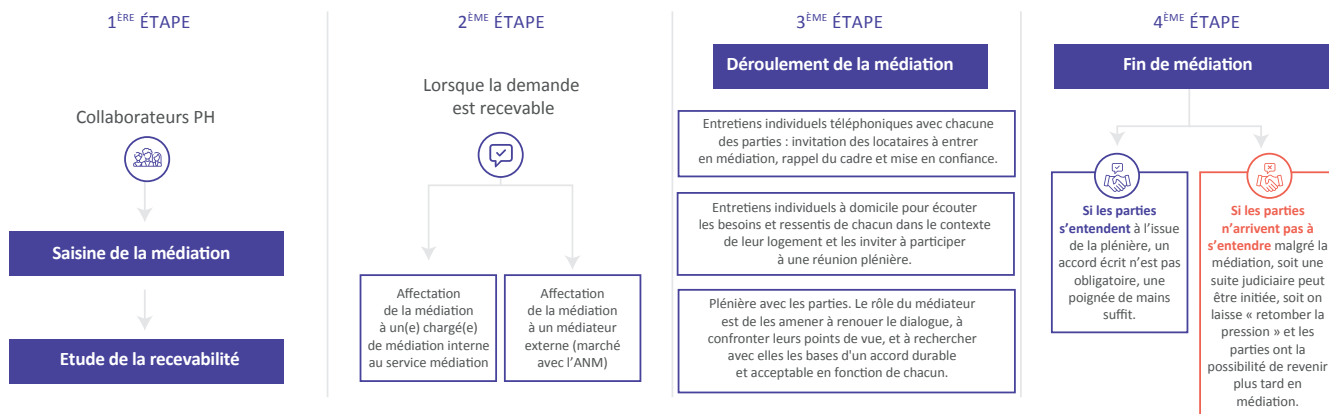 1ÈRE ÉTAPE
Collaborateurs PH
Saisine de la médiation
Etude de la recevabilité
2ÈME ÉTAPE
Lorsque la demande
est recevable
Affectation
de la médiation
à un(e) chargé(e)
de médiation interne
au service médiation
Affectation
de la médiation
à un médiateur
externe (marché
avec l’ANM)
3ÈME ÉTAPE
Déroulement de la médiation
Entretiens individuels téléphoniques avec chacune
des parties : invitation des locataires à entrer
en médiation, rappel du cadre et mise en confiance.
Entretiens individuels à domicile pour écouter
les besoins et ressentis de chacun dans le contexte
de leur logement et les inviter à participer
à une réunion plénière.
Plénière avec les parties. Le rôle du médiateur
est de les amener à renouer le dialogue, à
confronter leurs points de vue, et à rechercher
avec elles les bases d'un accord durable
et acceptable en fonction de chacun.
4ÈME ÉTAPE
Fin de médiation
Si les parties
s’entendent à l’issue
de la plénière, un
accord écrit n’est pas
obligatoire, une
poignée de mains
suffit.
Si les parties
n’arrivent pas à
s’entendre malgré la
médiation, soit une
suite judiciaire peut
être initiée, soit on
laisse « retomber la
pression » et les
parties ont la
possibilité de revenir
plus tard en
médiation.